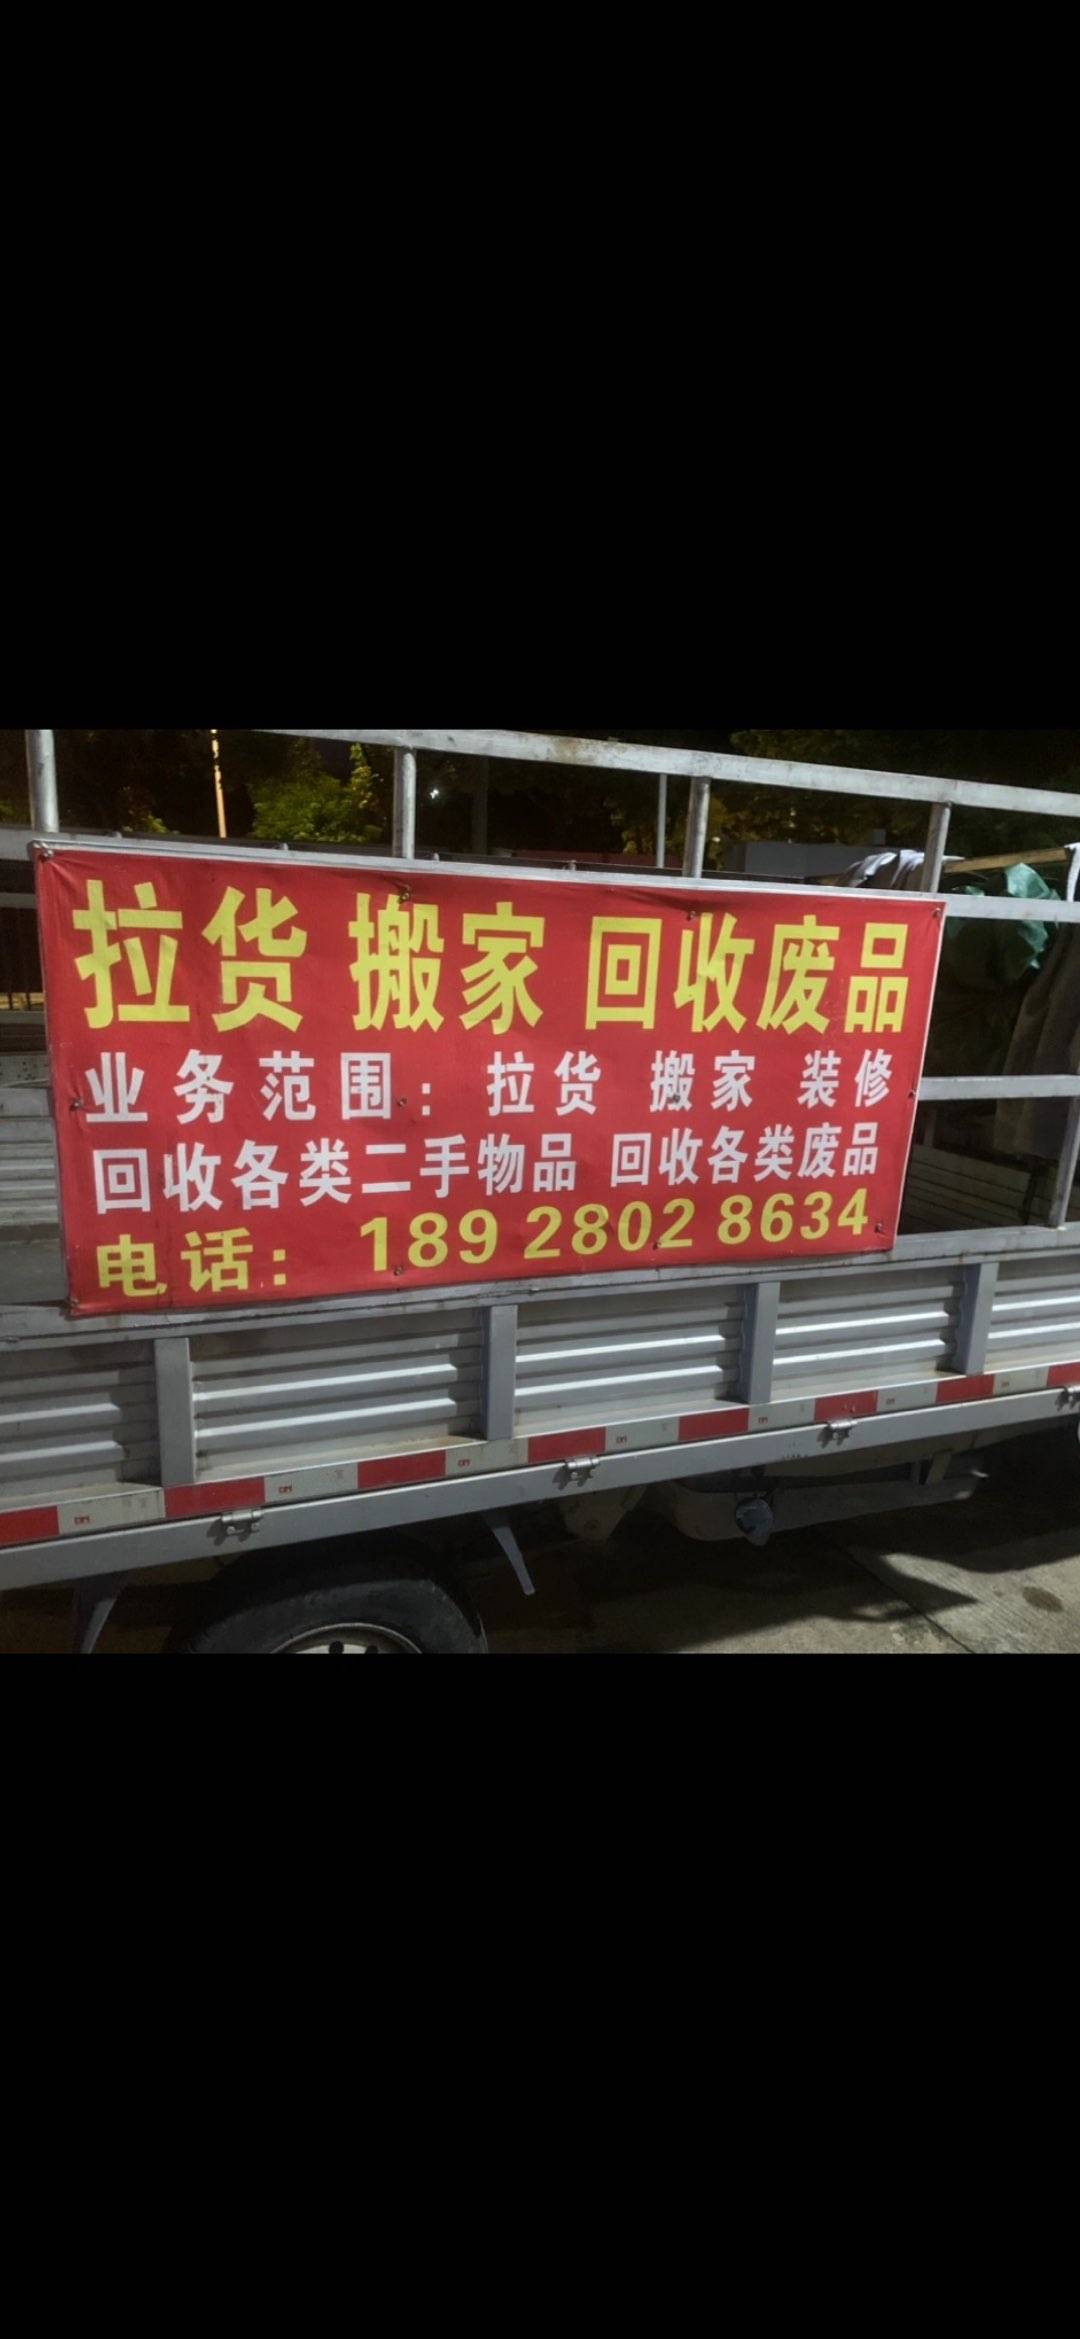 拉货 搬家 回收废品
业务范围：拉货 搬家 装修
回收各类二手物品 回收各类废品
电话：189 2802 8634